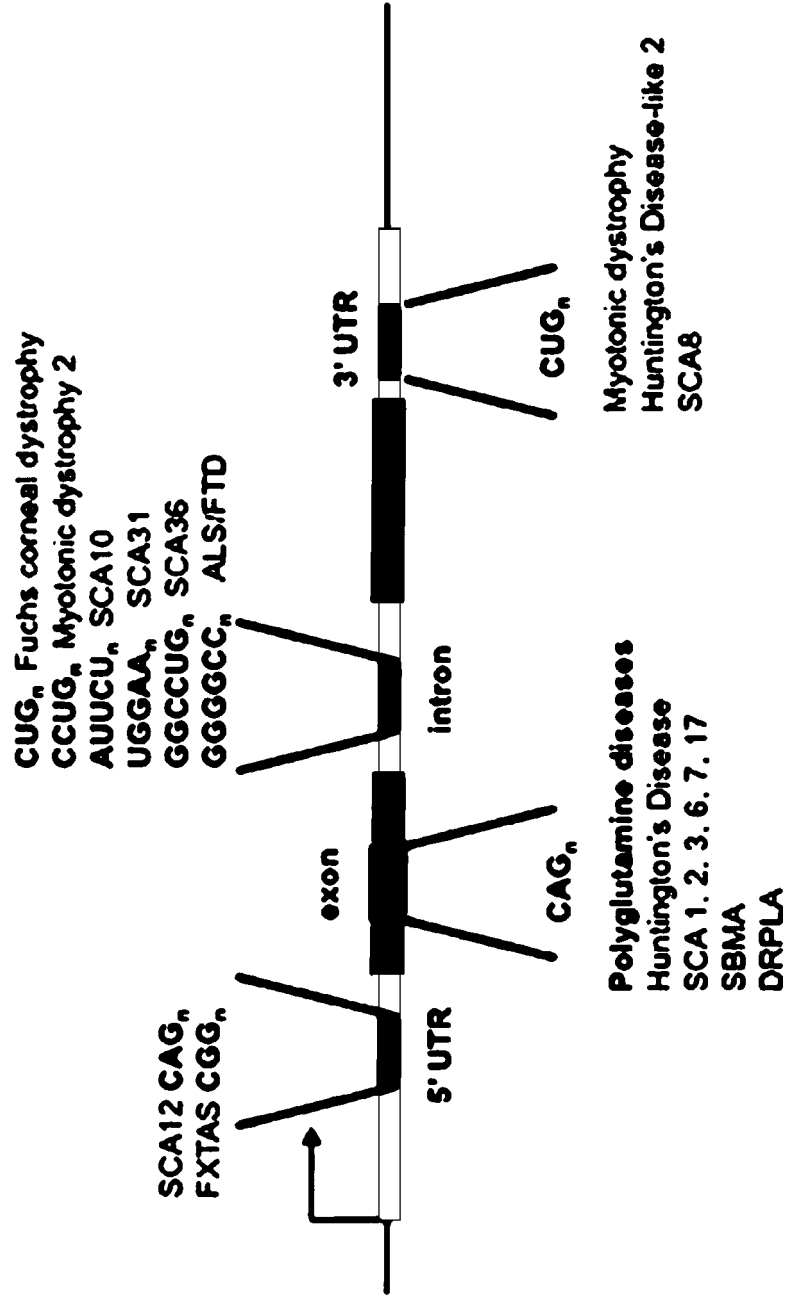 SCA12 CAGₙ
FXTAS CGGₙ
5' UTR
exon
CAGₙ
Polyglutamine diseases
Huntington's Disease
SCA 1. 2. 3. 6. 7. 17
SBMA
DRPLA
CUGₙ Fuchs corneal dystrophy
CCUGₙ Myotonic dystrophy 2
AUUCUₙ SCA10
UGGAAₙ SCA31
GGCCUGₙ SCA36
GGGGCCₙ ALS/FTD
intron
3' UTR
CUGₙ
Myotonic dystrophy
Huntington's Disease-like 2
SCA8